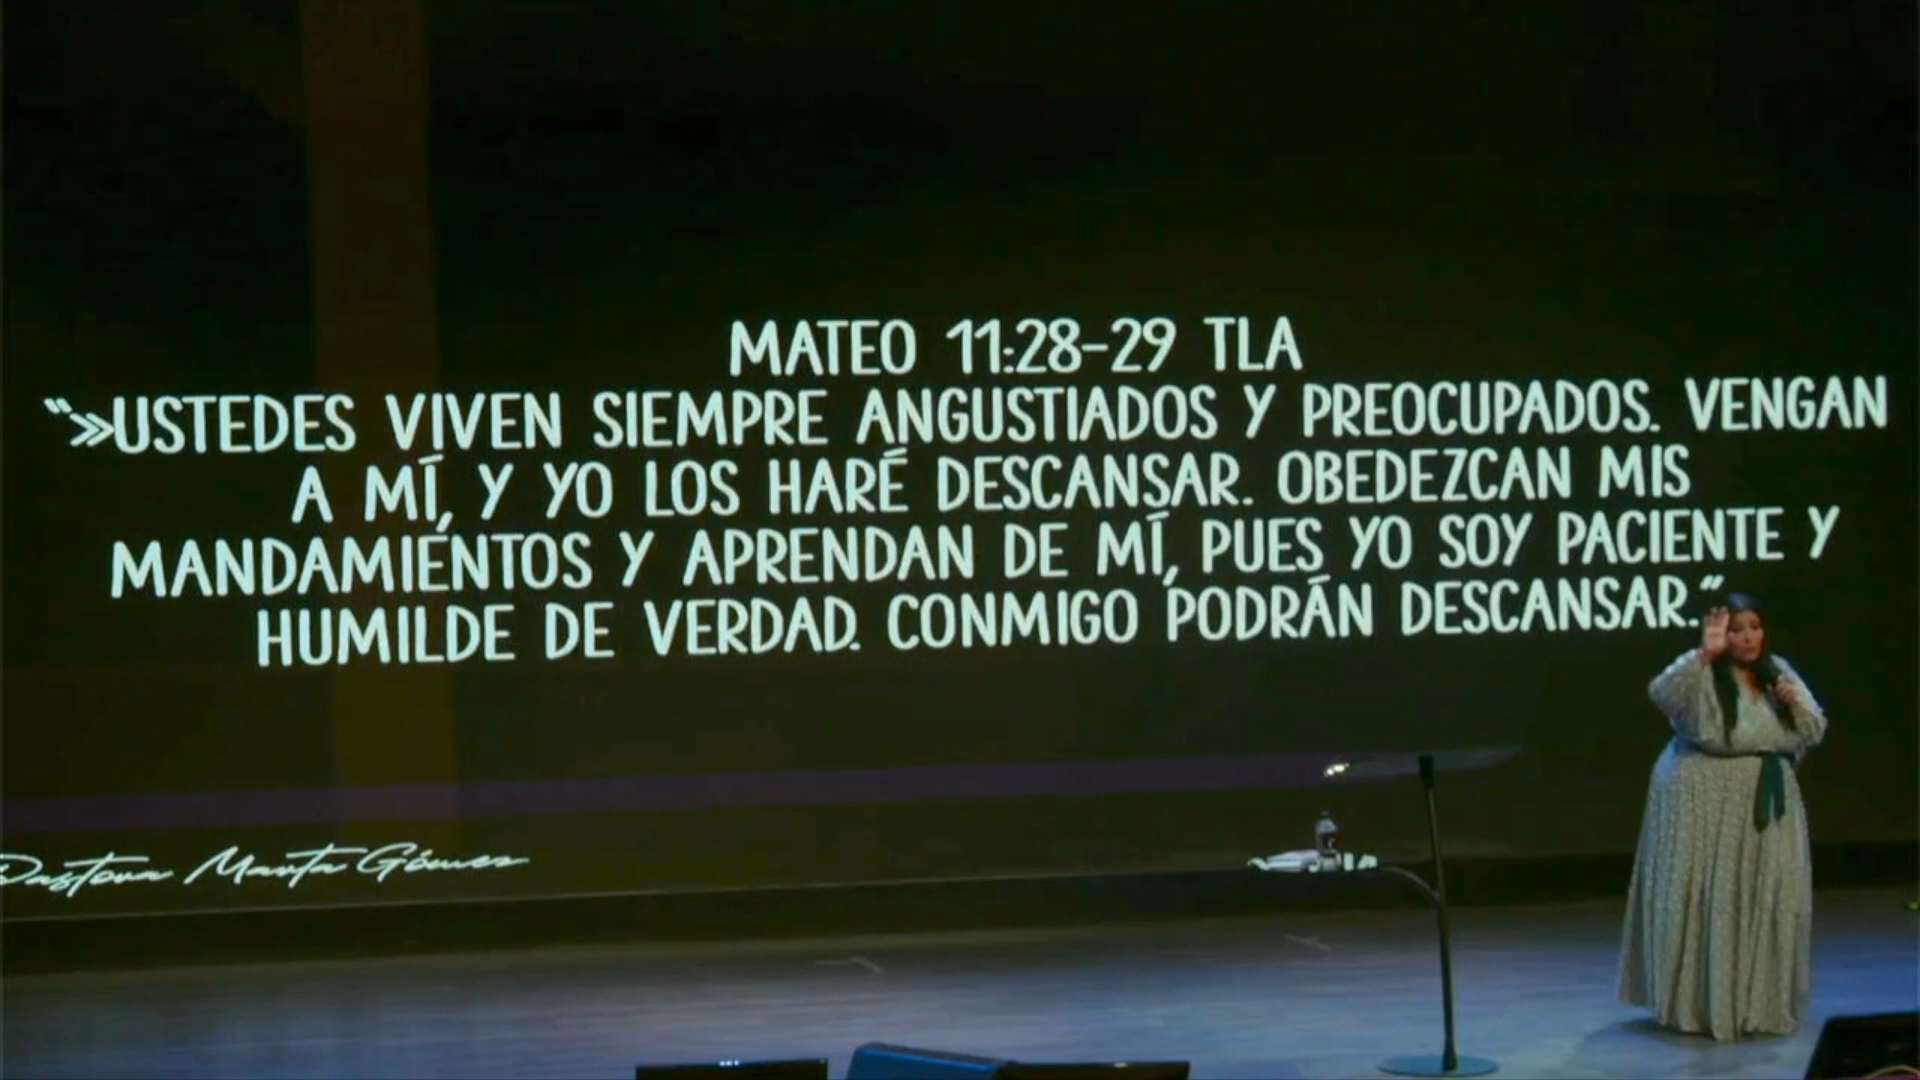 MATEO 11:28-29 TLA
"»USTEDES VIVEN SIEMPRE ANGUSTIADOS Y PREOCUPADOS. VENGAN
A MÍ, Y YO LOS HARÉ DESCANSAR. OBEDEZCAN MIS
MANDAMIENTOS Y APRENDAN DE MÍ, PUES YO SOY PACIENTE Y
HUMILDE DE VERDAD. CONMIGO PODRÁN DESCANSAR."
Pastora Marta Gómez